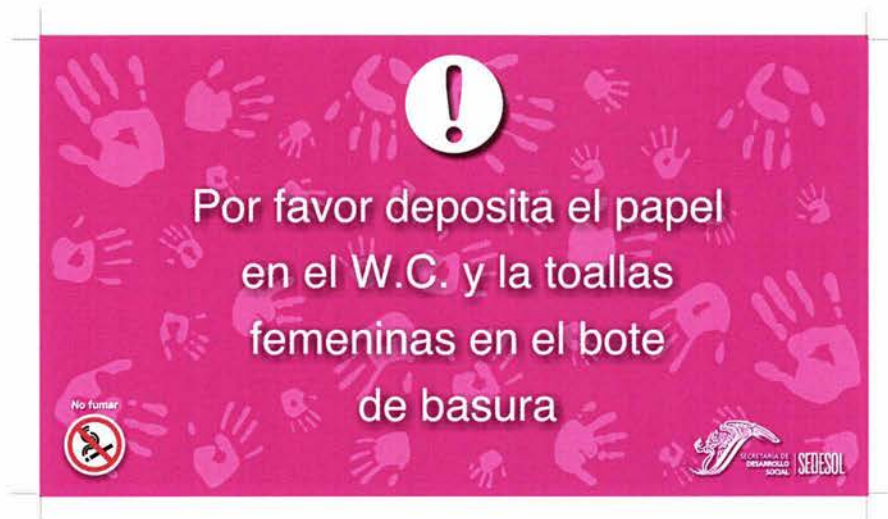 !
Por favor deposita el papel
en el W.C. y la toallas
femeninas en el bote
de basura
No fumar
SECRETARÍA DE
DESARROLLO
SOCIAL
SEDESOL